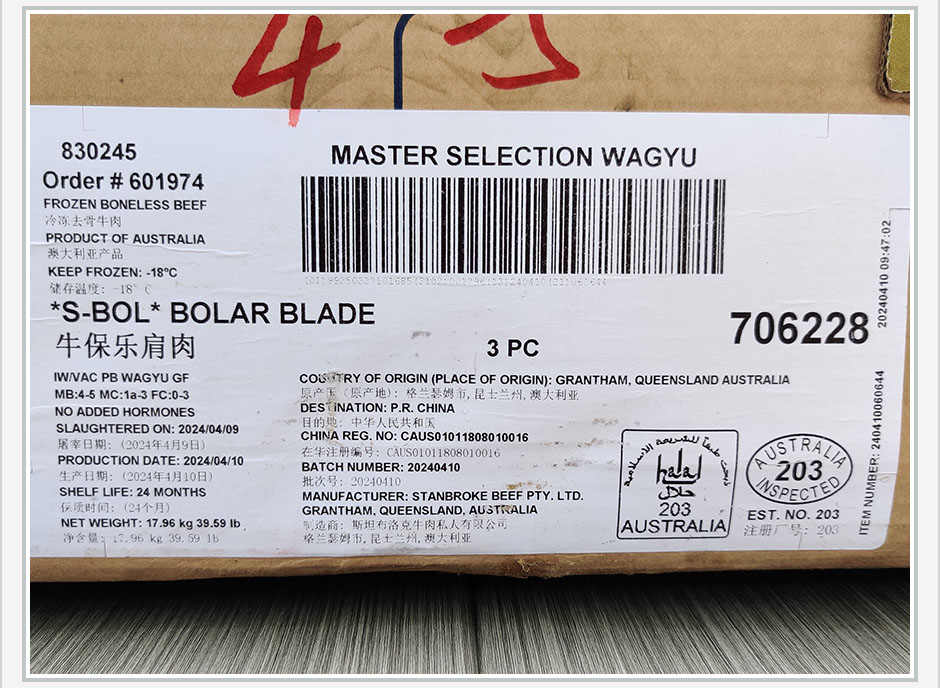 45
830245
Order # 601974
FROZEN BONELESS BEEF
冷冻去骨牛肉
PRODUCT OF AUSTRALIA
澳大利亚产品
KEEP FROZEN: -18°C
储存温度: -18° C
MASTER SELECTION WAGYU
*S-BOL* BOLAR BLADE
牛保乐肩肉
3 PC
706228
20240410 09:47:02
IW/VAC PB WAGYU GF
MB:4-5 MC:1a-3 FC:0-3
NO ADDED HORMONES
SLAUGHTERED ON: 2024/04/09
屠宰日期: (2024年4月9日)
PRODUCTION DATE: 2024/04/10
生产日期: (2024年4月10日)
SHELF LIFE: 24 MONTHS
保质时间: (24个月)
NET WEIGHT: 17.96 kg 39.59 lb
净含量: 17.96 kg 39.59 lb
COUNTRY OF ORIGIN (PLACE OF ORIGIN): GRANTHAM, QUEENSLAND AUSTRALIA
原产国 (原产地): 格兰瑟姆市, 昆士兰州, 澳大利亚
DESTINATION: P.R. CHINA
目的地: 中华人民共和国
CHINA REG. NO: CAUS01011808010016
在华注册编号: CAUS01011808010016
BATCH NUMBER: 20240410
批次号: 20240410
MANUFACTURER: STANBROKE BEEF PTY. LTD.
GRANTHAM, QUEENSLAND, AUSTRALIA
制造商: 斯坦布洛克牛肉私人有限公司
格兰瑟姆市, 昆士兰州, 澳大利亚
halal
حلال
203
AUSTRALIA
AUSTRALIA
203
INSPECTED
EST. NO. 203
注册厂号: 203
ITEM NUMBER: 240410060644